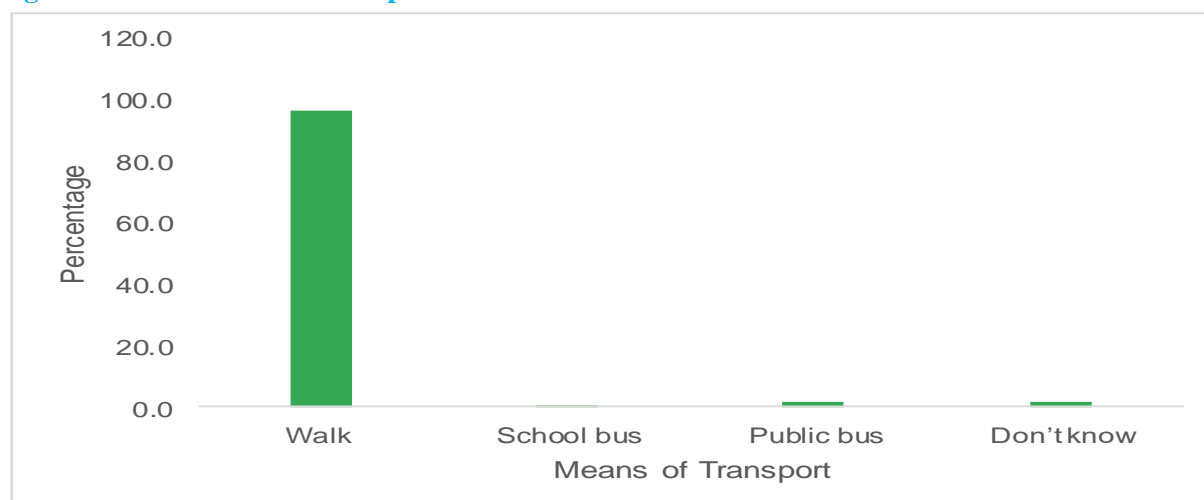 120.0
100.0
80.0
60.0
40.0
20.0
0.0
Percentage
Walk
School bus
Public bus
Don't know
Means of Transport